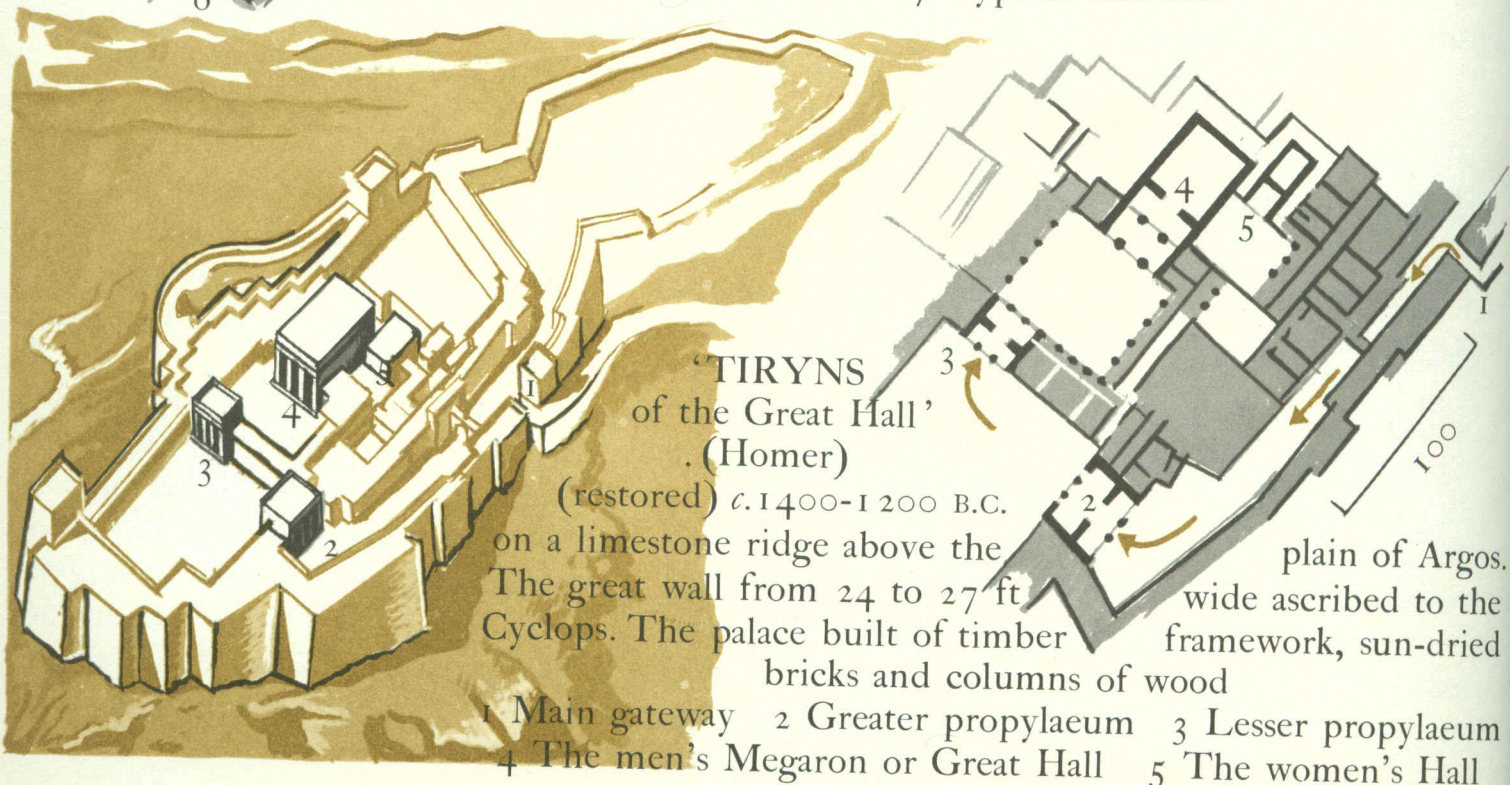 'TIRYNS
of the Great Hall'
(Homer)
(restored) c. 1400-1200 B.C.
on a limestone ridge above the plain of Argos.
The great wall from 24 to 27 ft wide ascribed to the
Cyclops. The palace built of timber framework, sun-dried
bricks and columns of wood
1 Main gateway 2 Greater propylaeum 3 Lesser propylaeum
4 The men's Megaron or Great Hall 5 The women's Hall
1
2
3
4
5
4
5
3
1
2
100